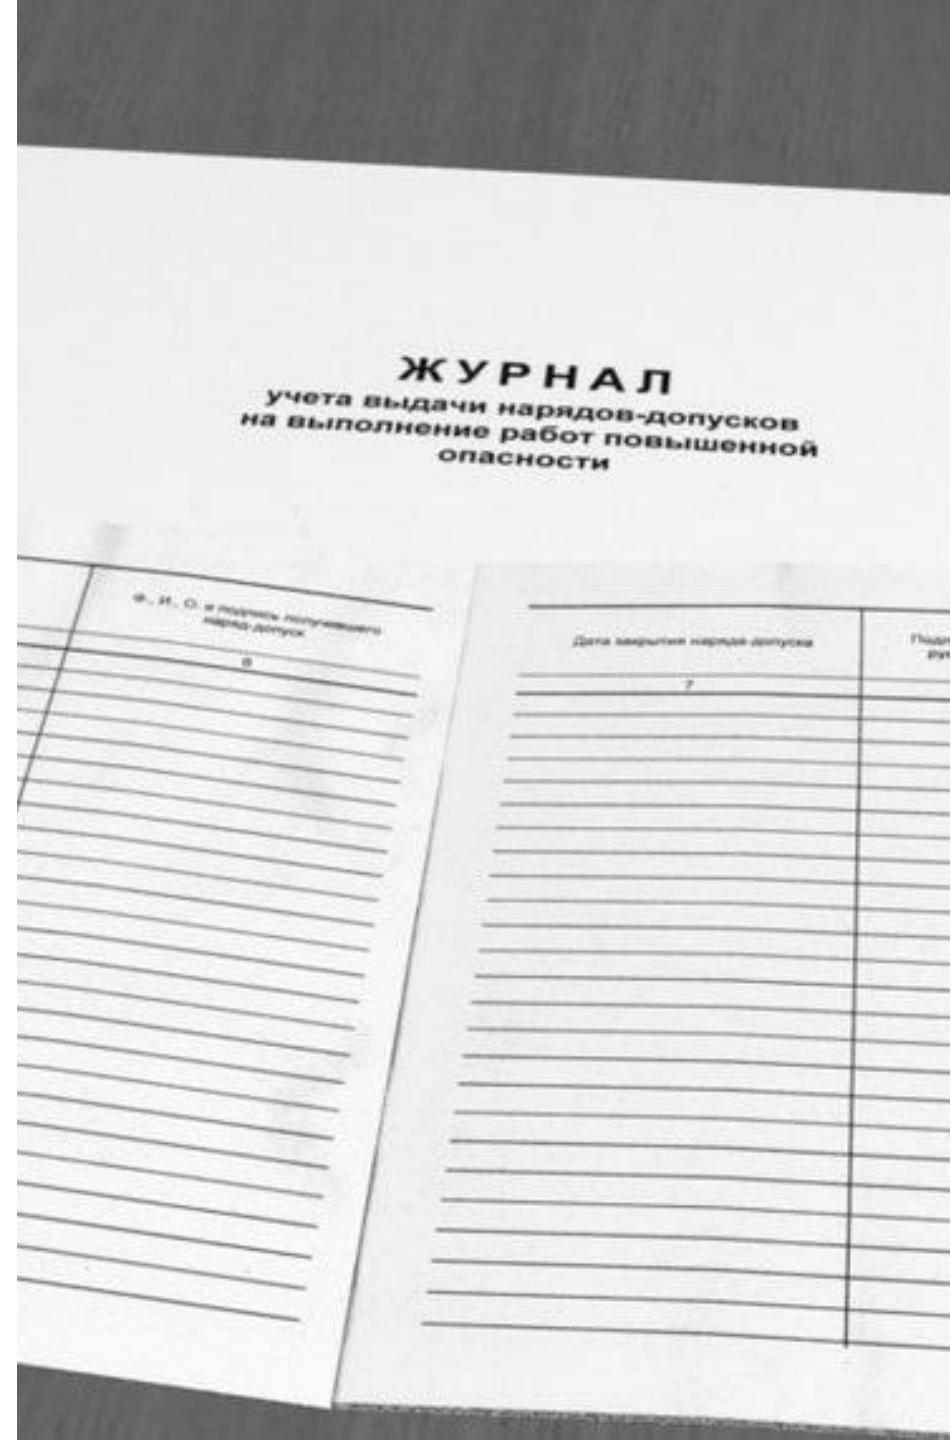 ЖУРНАЛ
учета выдачи нарядов-допусков
на выполнение работ повышенной
опасности
Ф., И., О. и подпись получившего
наряд-допуск
6
Дата закрытия наряда-допуска
7